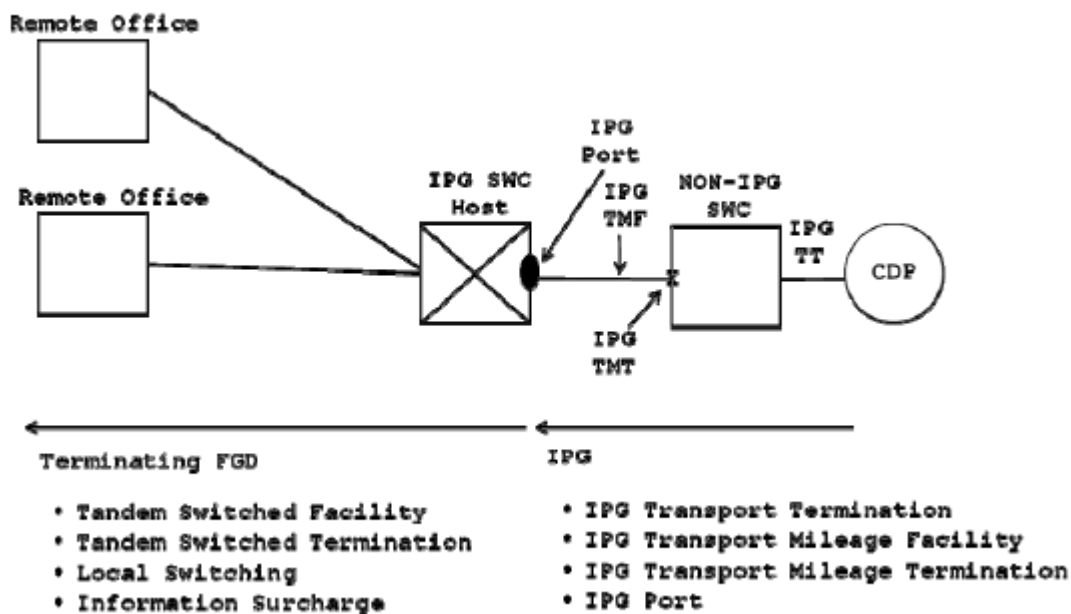 Remote Office
Remote Office
IPG SWC
Host
IPG
Port
IPG
TMF
IPG
TMT
NON-IPG
SWC
IPG
TT
CDP
Terminating FGD
• Tandem Switched Facility
• Tandem Switched Termination
• Local Switching
• Information Surcharge
IPG
• IPG Transport Termination
• IPG Transport Mileage Facility
• IPG Transport Mileage Termination
• IPG Port